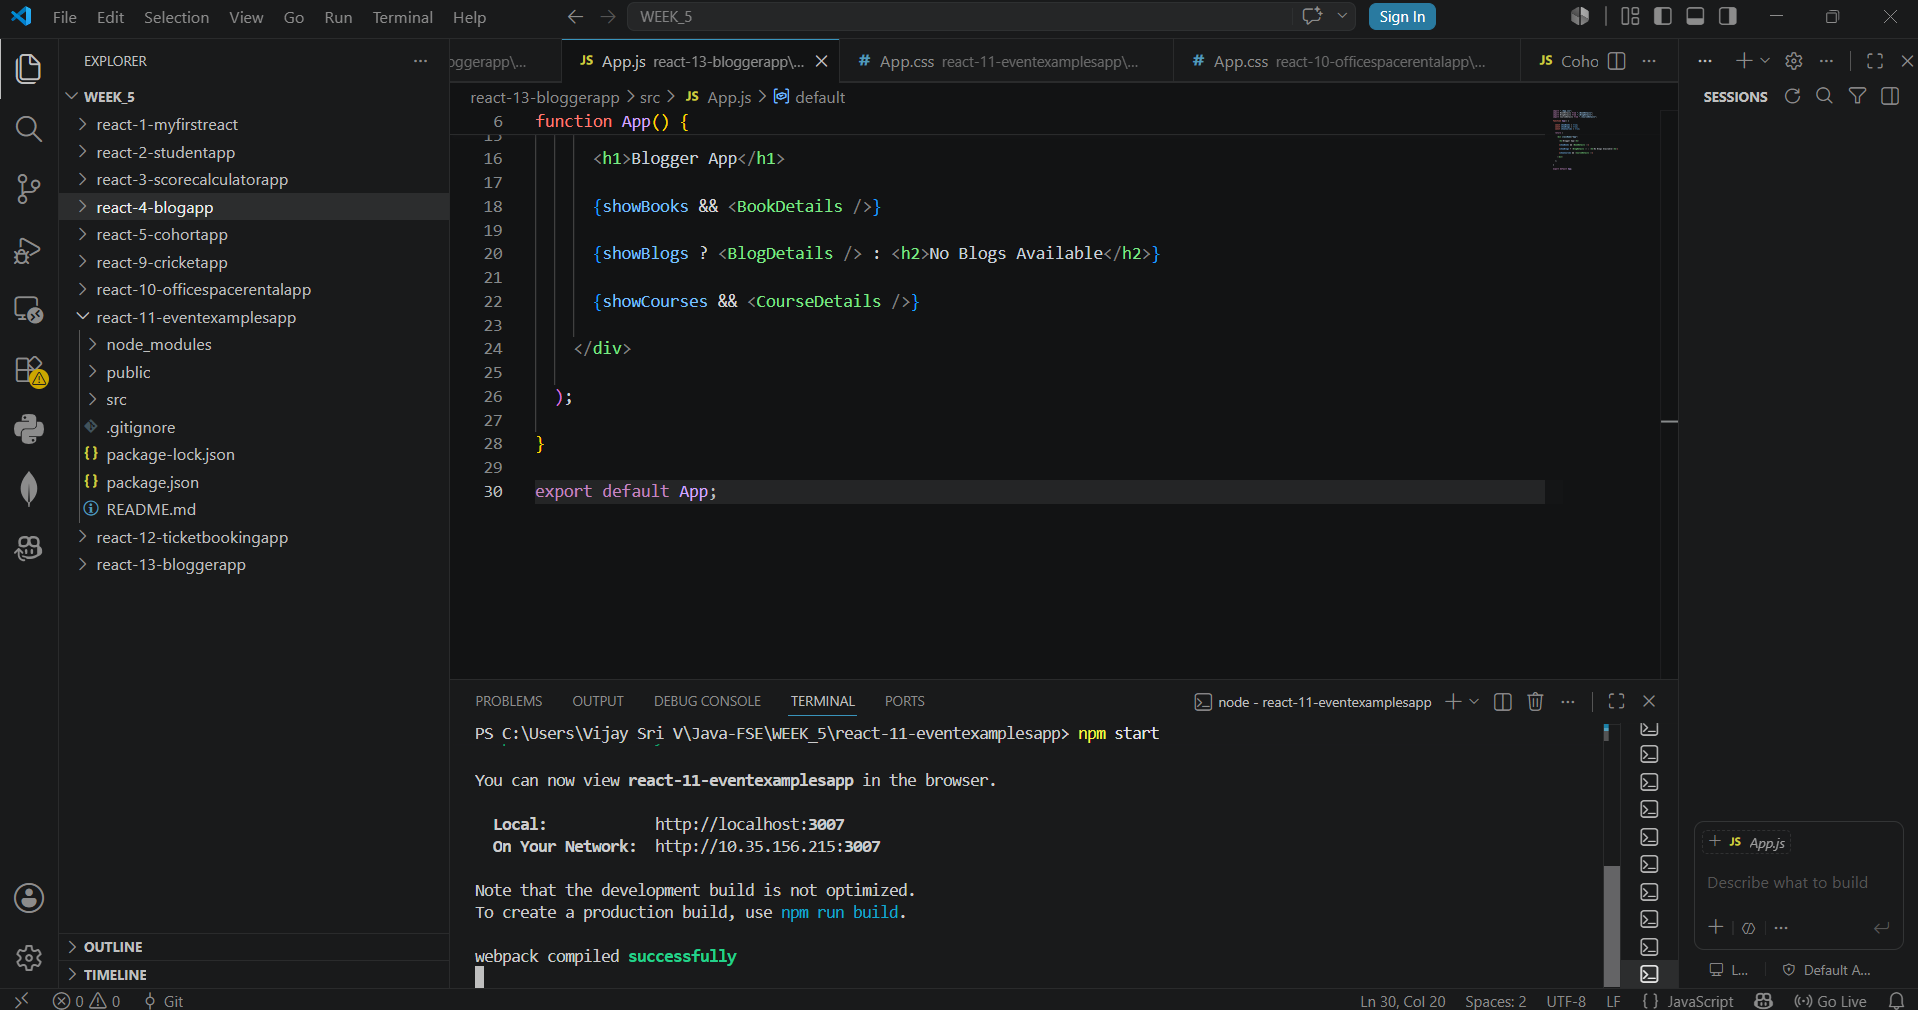 File Edit Selection View Go Run Terminal Help
WEEK_5
Sign In
EXPLORER
WEEK_5
react-1-myfirstreact
react-2-studentapp
react-3-scorecalculatorapp
react-4-blogapp
react-5-cohortapp
react-9-cricketapp
react-10-officespacerentalapp
react-11-eventexamplesapp
node_modules
public
src
.gitignore
package-lock.json
package.json
README.md
react-12-ticketbookingapp
react-13-bloggerapp
OUTLINE
TIMELINE
oggerapp\... JS App.js react-13-bloggerapp\... # App.css react-11-eventexamplesapp\... # App.css react-10-officespacerentalapp\... JS Coho
react-13-bloggerapp > src > JS App.js > default
6 function App() {
15
16 <h1>Blogger App</h1>
17
18 {showBooks && <BookDetails />}
19
20 {showBlogs ? <BlogDetails /> : <h2>No Blogs Available</h2>}
21
22 {showCourses && <CourseDetails />}
23
24 </div>
25
26 );
27
28 }
29
30 export default App;
PROBLEMS OUTPUT DEBUG CONSOLE TERMINAL PORTS
node - react-11-eventexamplesapp
PS C:\Users\Vijay Sri V\Java-FSE\WEEK_5\react-11-eventexamplesapp> npm start
You can now view react-11-eventexamplesapp in the browser.
Local: http://localhost:3007
On Your Network: http://10.35.156.215:3007
Note that the development build is not optimized.
To create a production build, use npm run build.
webpack compiled successfully
SESSIONS
JS App.js
Describe what to build
L...
Default A...
0 0 Git
Ln 30, Col 20 Spaces: 2 UTF-8 LF {} JavaScript Go Live